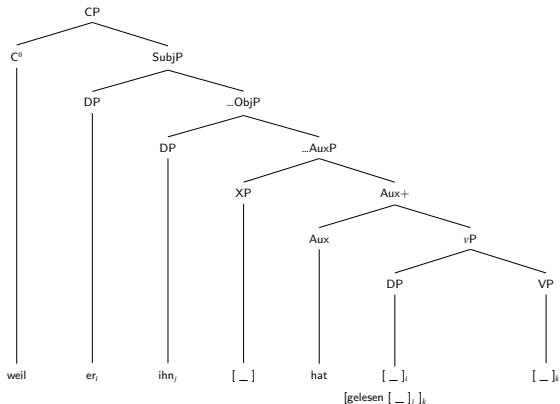 CP
C⁰ SubjP
DP ...ObjP
DP ...AuxP
XP Aux+
Aux vP
DP VP
weil erᵢ ihnⱼ [ _ ] hat [ _ ]ᵢ [ _ ]ₖ
[gelesen [ _ ]ⱼ ]ₖ